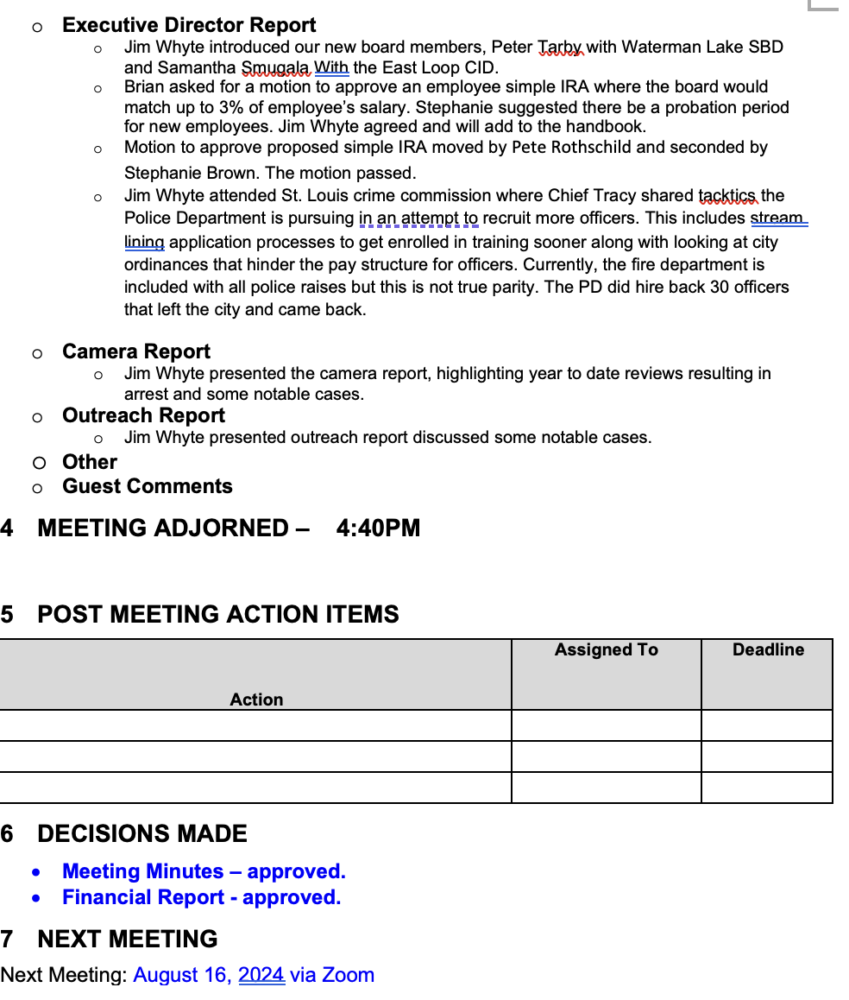 o Executive Director Report
o Jim Whyte introduced our new board members, Peter Tarby with Waterman Lake SBD
and Samantha Smugala With the East Loop CID.
o Brian asked for a motion to approve an employee simple IRA where the board would
match up to 3% of employee’s salary. Stephanie suggested there be a probation period
for new employees. Jim Whyte agreed and will add to the handbook.
o Motion to approve proposed simple IRA moved by Pete Rothschild and seconded by
Stephanie Brown. The motion passed.
o Jim Whyte attended St. Louis crime commission where Chief Tracy shared tacktics the
Police Department is pursuing in an attempt to recruit more officers. This includes stream
lining application processes to get enrolled in training sooner along with looking at city
ordinances that hinder the pay structure for officers. Currently, the fire department is
included with all police raises but this is not true parity. The PD did hire back 30 officers
that left the city and came back.
o Camera Report
o Jim Whyte presented the camera report, highlighting year to date reviews resulting in
arrest and some notable cases.
o Outreach Report
o Jim Whyte presented outreach report discussed some notable cases.
o Other
o Guest Comments
4 MEETING ADJORNED – 4:40PM
5 POST MEETING ACTION ITEMS
Action Assigned To Deadline
6 DECISIONS MADE
• Meeting Minutes – approved.
• Financial Report - approved.
7 NEXT MEETING
Next Meeting: August 16, 2024 via Zoom